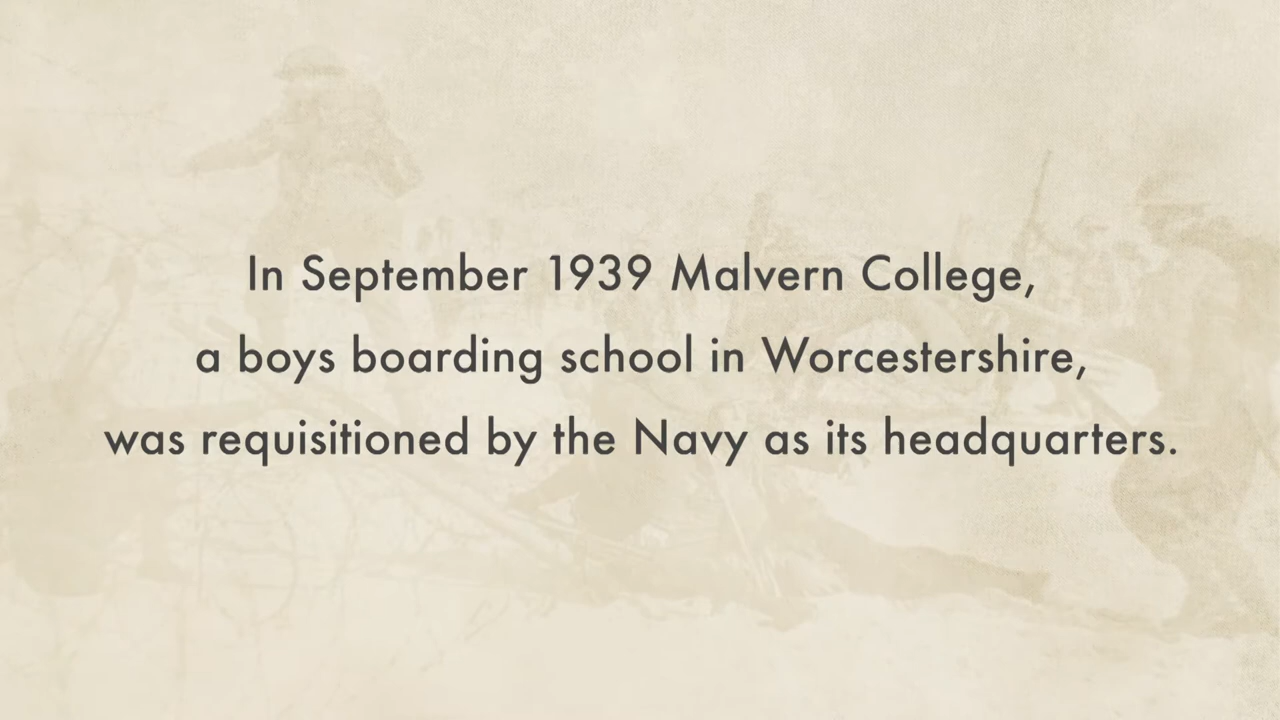 In September 1939 Malvern College,
a boys boarding school in Worcestershire,
was requisitioned by the Navy as its headquarters.